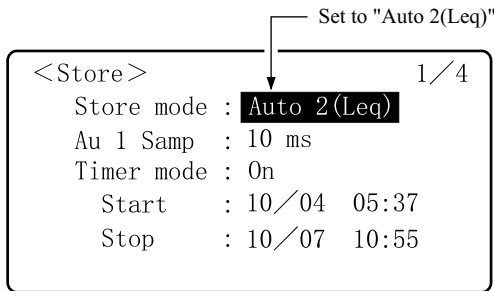 Set to "Auto 2(Leq)"
＜Store＞ 1／4
Store mode : Auto 2(Leq)
Au 1 Samp : 10 ms
Timer mode : On
Start : 10／04 05:37
Stop : 10／07 10:55